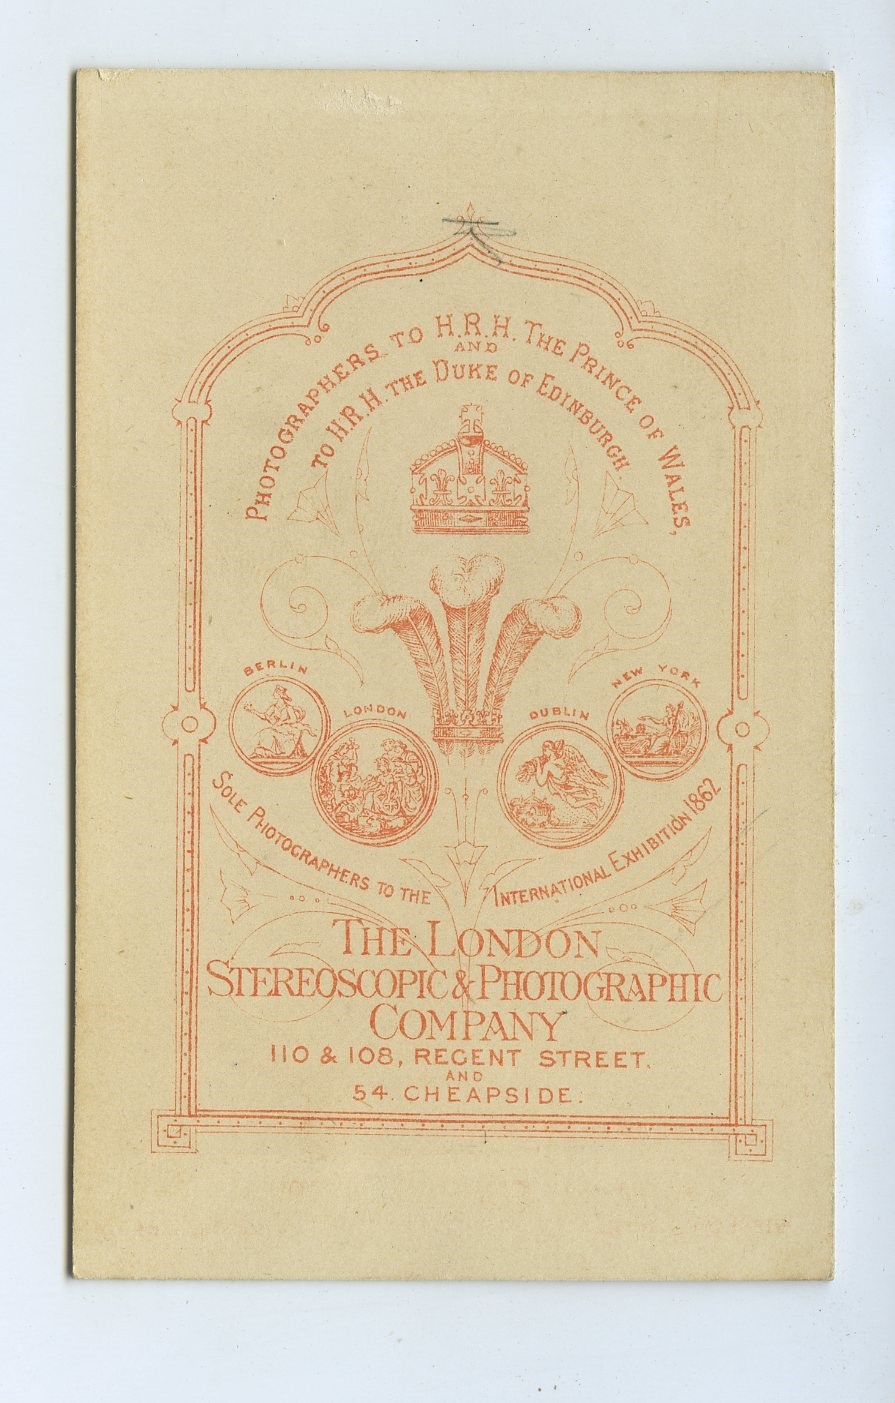 PHOTOGRAPHERS TO H.R.H. THE PRINCE OF WALES,
AND
TO H.R.H. THE DUKE OF EDINBURGH.
BERLIN
LONDON
DUBLIN
NEW YORK
SOLE PHOTOGRAPHERS TO THE INTERNATIONAL EXHIBITION 1862
THE LONDON
STEREOSCOPIC & PHOTOGRAPHIC
COMPANY
110 & 108, REGENT STREET.
AND
54. CHEAPSIDE.